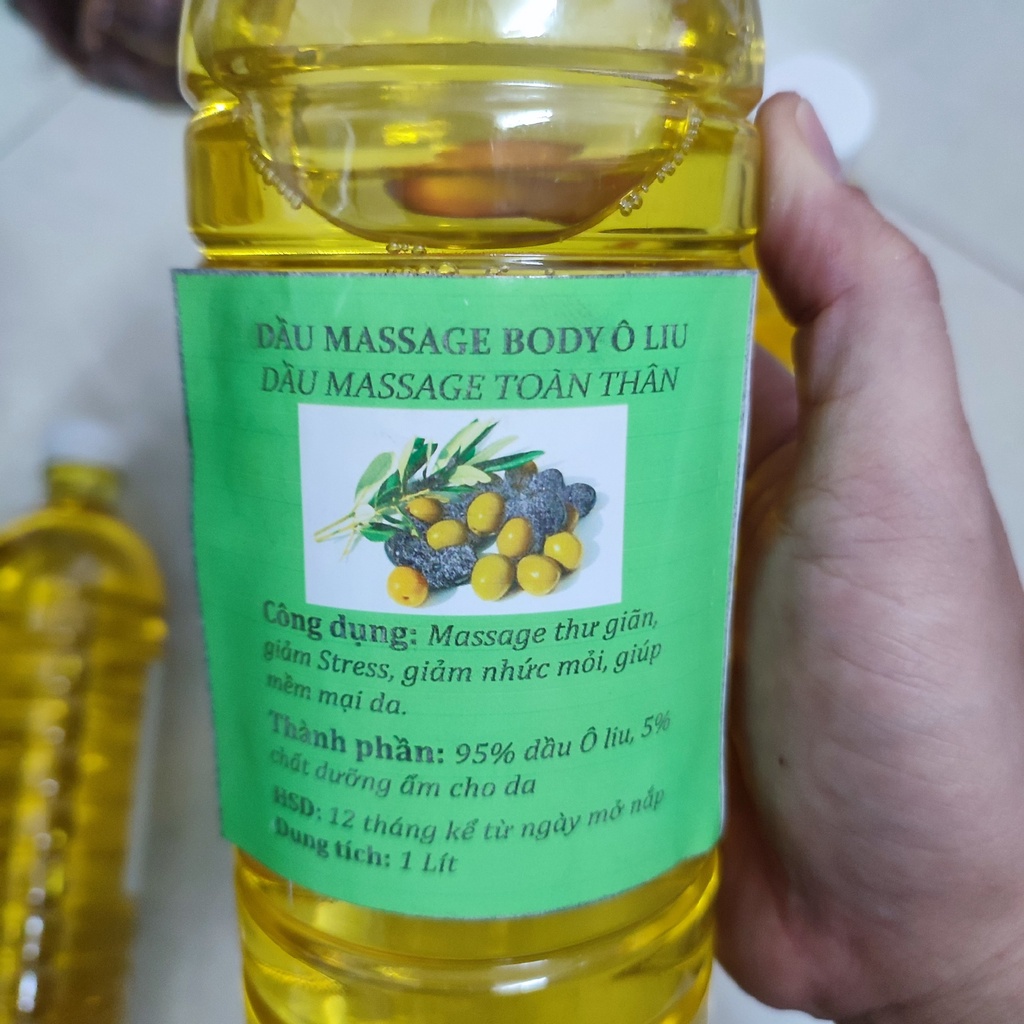 DẦU MASSAGE BODY Ô LIU
DẦU MASSAGE TOÀN THÂN
Công dụng: Massage thư giãn,
giảm Stress, giảm nhức mỏi, giúp
mềm mại da.
Thành phần: 95% dầu Ô liu, 5%
chất dưỡng ẩm cho da
HSD: 12 tháng kể từ ngày mở nắp
Dung tích: 1 Lít